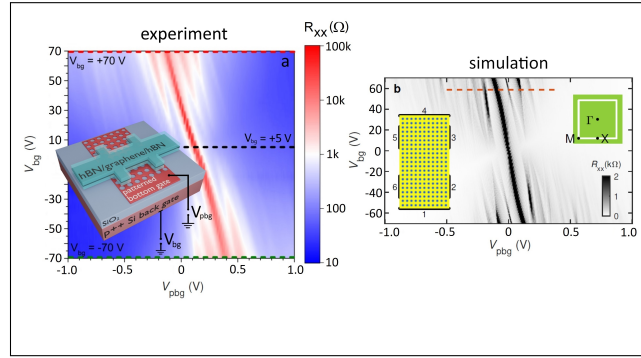 experiment
R_xx (Ω)
100k
10k
1k
100
10
a
V_bg = +70 V
V_bg = +5 V
V_bg = -70 V
70
50
30
10
-10
-30
-50
-70
V_bg (V)
-1.0
-0.5
0
0.5
1.0
V_pbg (V)
hBN/graphene/hBN
patterned
bottom gate
SiO₂
p++ Si back gate
V_pbg
V_bg
simulation
b
60
40
20
0
-20
-40
-60
V_bg (V)
-1.0
-0.5
0
0.5
1.0
V_pbg (V)
4
5
3
6
2
1
Γ
M
X
R_xx (kΩ)
2
1
0